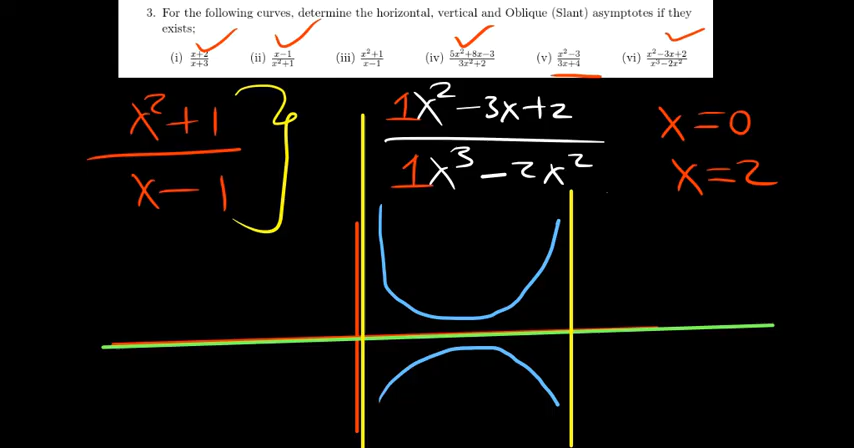 3. For the following curves, determine the horizontal, vertical and Oblique (Slant) asymptotes if they
exists;
(i) x+2/x+3 (ii) x−1/x²+1 (iii) x²+1/x−1 (iv) 5x²+8x−3/3x²+2 (v) x²−3/3x+4 (vi) x²−3x+2/x³−2x²
x²+1
x−1
1x²−3x+2
1x³−2x²
x=0
x=2